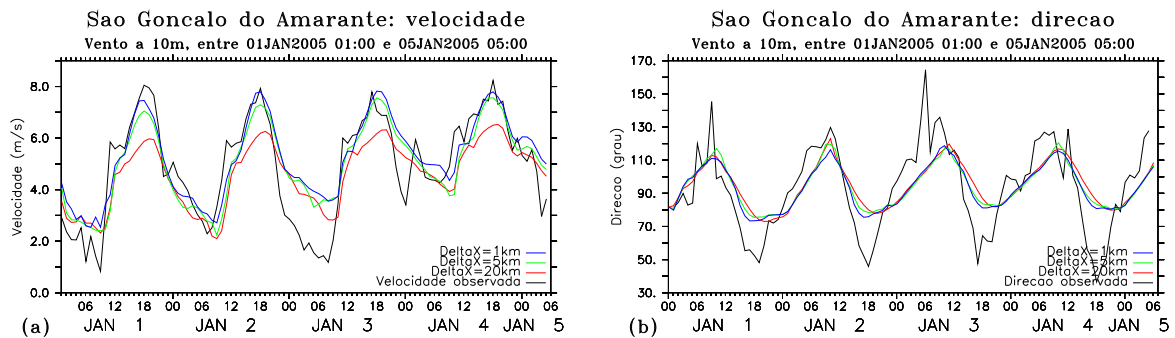 Sao Goncalo do Amarante: velocidade
Vento a 10m, entre 01JAN2005 01:00 e 05JAN2005 05:00
8.0
6.0
4.0
2.0
0.0
Velocidade (m/s)
DeltaX=1km
DeltaX=5km
DeltaX=20km
Velocidade observada
06 12 18 00 06 12 18 00 06 12 18 00 06 12 18 00 06
(a) JAN 1 JAN 2 JAN 3 JAN 4 JAN 5
Sao Goncalo do Amarante: direcao
Vento a 10m, entre 01JAN2005 01:00 e 05JAN2005 05:00
170.
150.
130.
110.
90.
70.
50.
30.
Direcao (grau)
DeltaX=1km
DeltaX=5km
DeltaX=20km
Direcao observada
00 06 12 18 00 06 12 18 00 06 12 18 00 06 12 18 00 06
(b) JAN 1 JAN 2 JAN 3 JAN 4 JAN 5